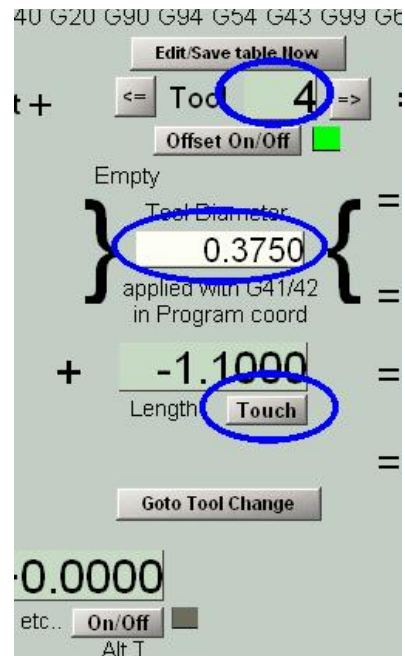 40 G20 G90 G94 G54 G43 G99 G6
Edit/Save table Now
t + <= Tool 4 =>
Offset On/Off
Empty
Tool Diameter =
} 0.3750 {
applied with G41/42 =
in Program coord
+ -1.1000 =
Length Touch
=
Goto Tool Change
-0.0000
etc.. On/Off
Alt T